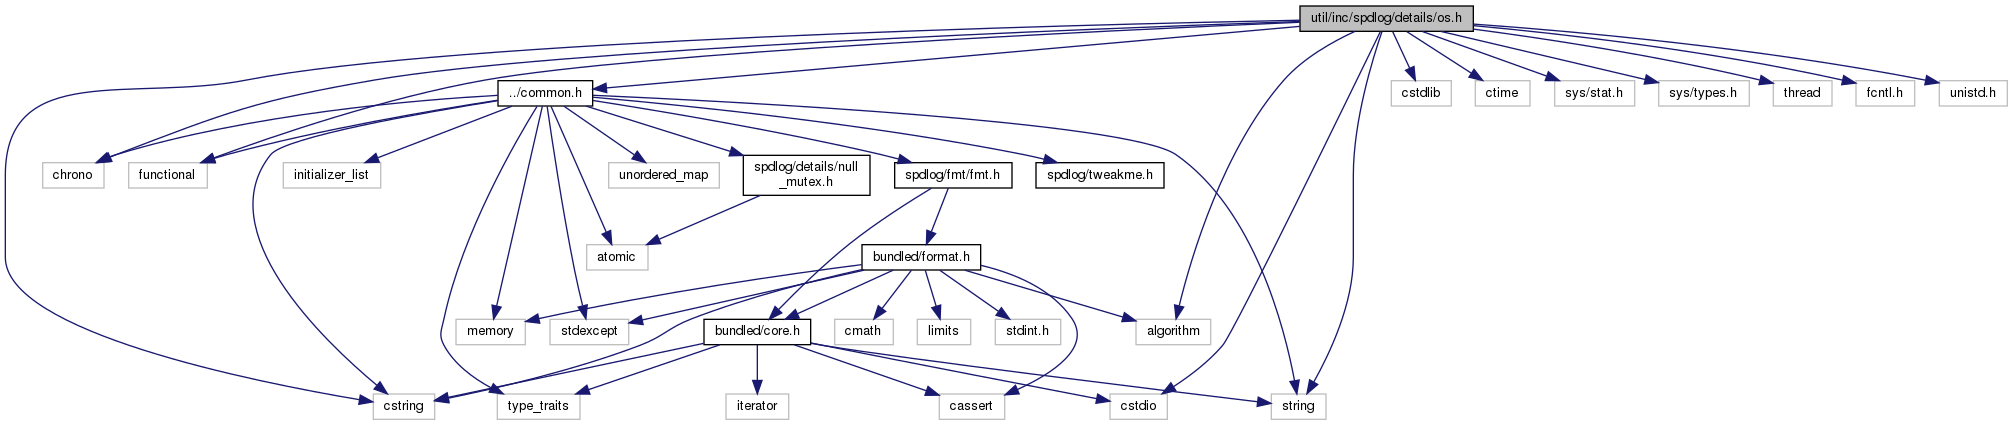 util/inc/spdlog/details/os.h
../common.h
cstdlib
ctime
sys/stat.h
sys/types.h
thread
fcntl.h
unistd.h
chrono
functional
initializer_list
unordered_map
spdlog/details/null
_mutex.h
spdlog/fmt/fmt.h
spdlog/tweakme.h
atomic
bundled/format.h
memory
stdexcept
bundled/core.h
cmath
limits
stdint.h
algorithm
cstring
type_traits
iterator
cassert
cstdio
string